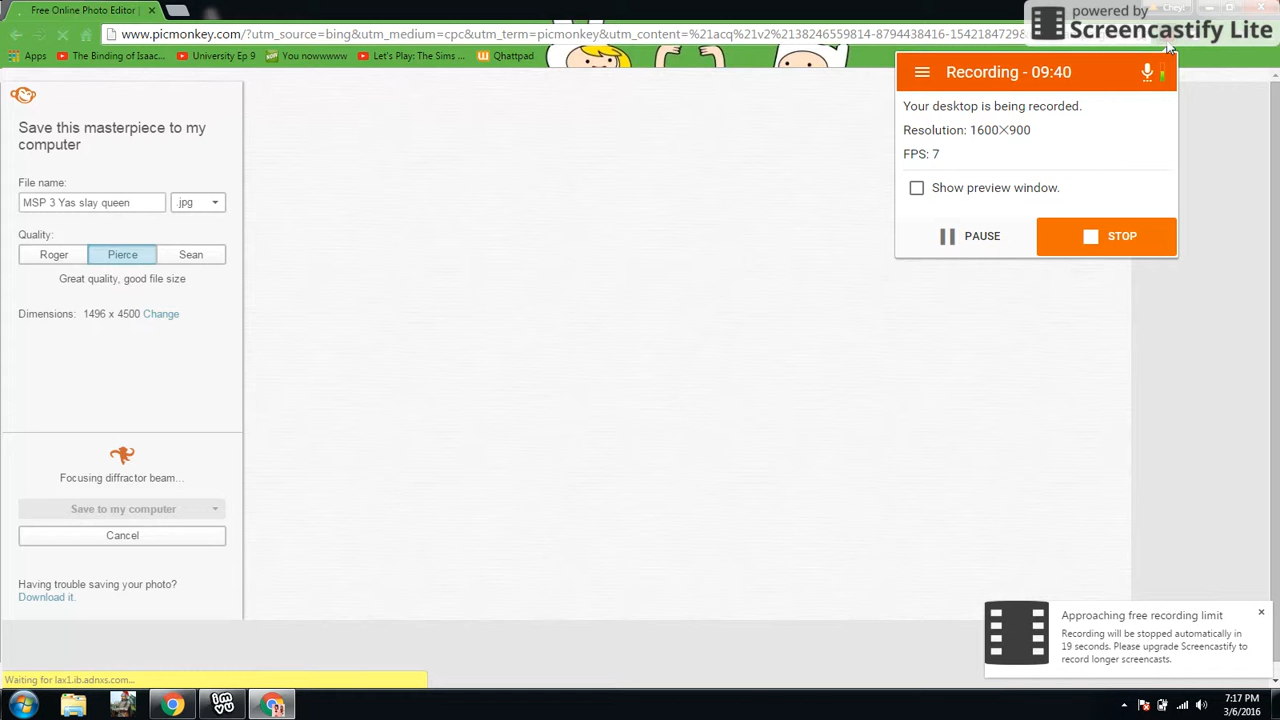 Free Online Photo Editor |
Chey!
powered by
Screencastify Lite
www.picmonkey.com/?utm_source=bing
cpc&utm_term=picmonkey&utm_content=%21acq%21v2%2138246559814-8794438416-1542184729
Apps
The Binding of Isaac...
University Ep 9
You nowwwww
Let's Play: The Sims ...
Qhattpad
Recording - 09:40
Your desktop is being recorded.
Resolution: 1600×900
FPS: 7
Show preview window.
PAUSE
STOP
Save this masterpiece to my
computer
File name:
MSP 3 Yas slay queen
.jpg
Quality:
Roger
Pierce
Sean
Great quality, good file size
Dimensions: 1496 x 4500 Change
Focusing diffractor beam...
Save to my computer
Cancel
Having trouble saving your photo?
Download it.
Approaching free recording limit
Recording will be stopped automatically in
19 seconds. Please upgrade Screencastify to
record longer screencasts.
Waiting for lax1.ib.adnxs.com...
7:17 PM
3/6/2016